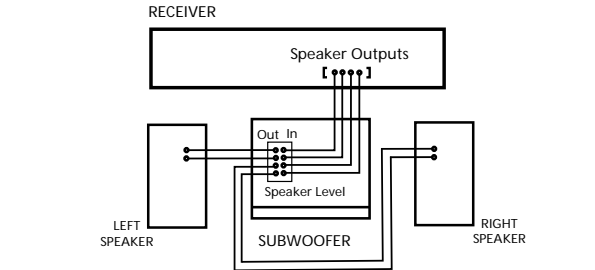 RECEIVER
Speaker Outputs
Out In
Speaker Level
LEFT
SPEAKER
SUBWOOFER
RIGHT
SPEAKER